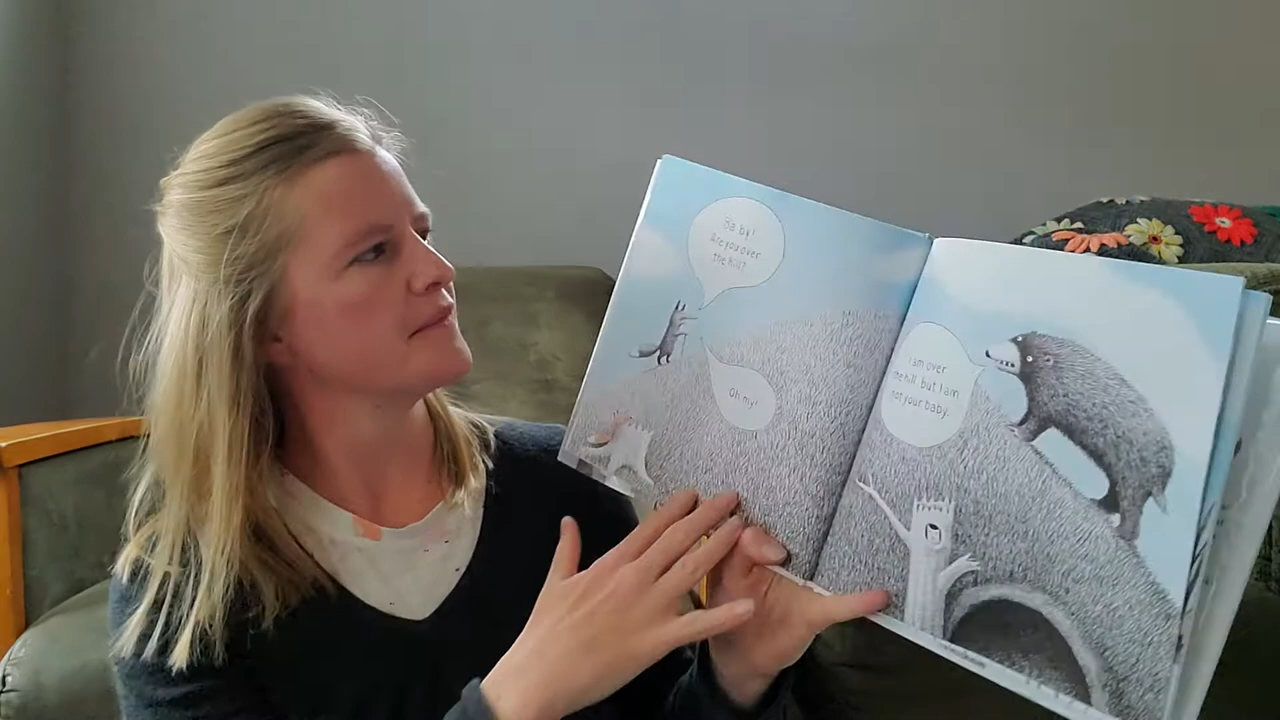 Baby!
Are you over
the hill?
Oh my!
I am over
the hill but I am
not your baby.